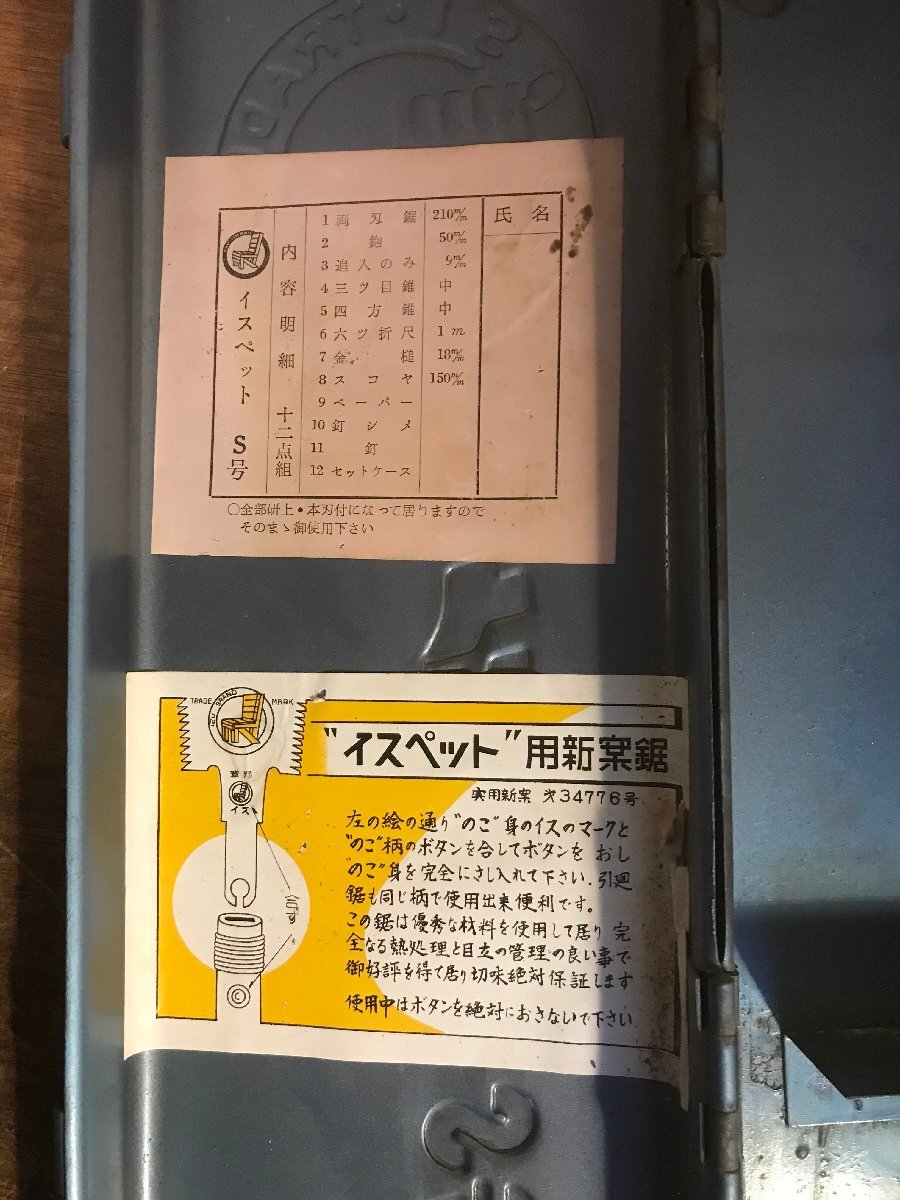 イスペット S号
内容明細 十二点組
1 両刃鋸 210m/m
2 鉋 50m/m
3 追入のみ 9m/m
4 三ツ目錐 中
5 四方錐 中
6 六ツ折尺 1m
7 金槌 18m/m
8 スコヤ 150m/m
9 ペーパー
10 釘シメ
11 釘
12 セットケース
氏名
○全部研上・本刃付になって居りますので
そのまゝ御使用下さい
TRADE MARK
ISU BRAND
登録
イス
"イスペット"用新案鋸
実用新案 㐧34776号
左の絵の通り"のこ"身のイスのマークと
"のこ"柄のボタンを合してボタンを おし
"のこ"身を完全にさし入れて下さい.引廻
鋸も同じ柄で使用出来便利です。
この鋸は優秀な材料を使用して居り 完
全なる熱処理と目立の管理の良い事で
御好評を得て居り切味絶対保証します
使用中はボタンを絶対におさないで下さい